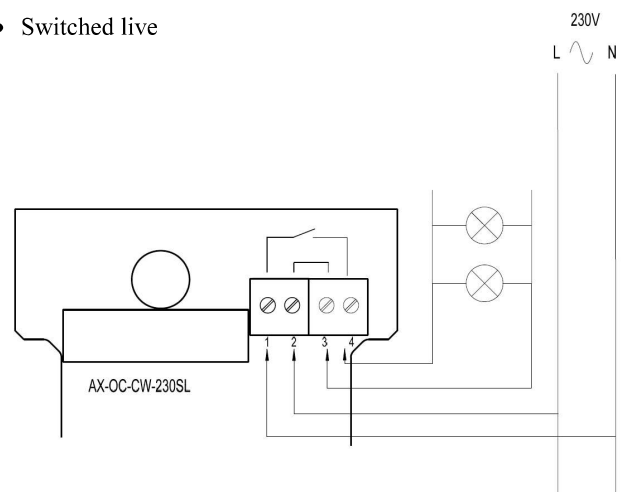 • Switched live
230V
L N
1 2 3 4
AX-OC-CW-230SL